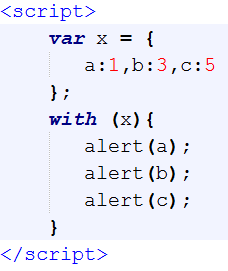 <script>
var x = {
a:1,b:3,c:5
};
with (x){
alert(a);
alert(b);
alert(c);
}
</script>